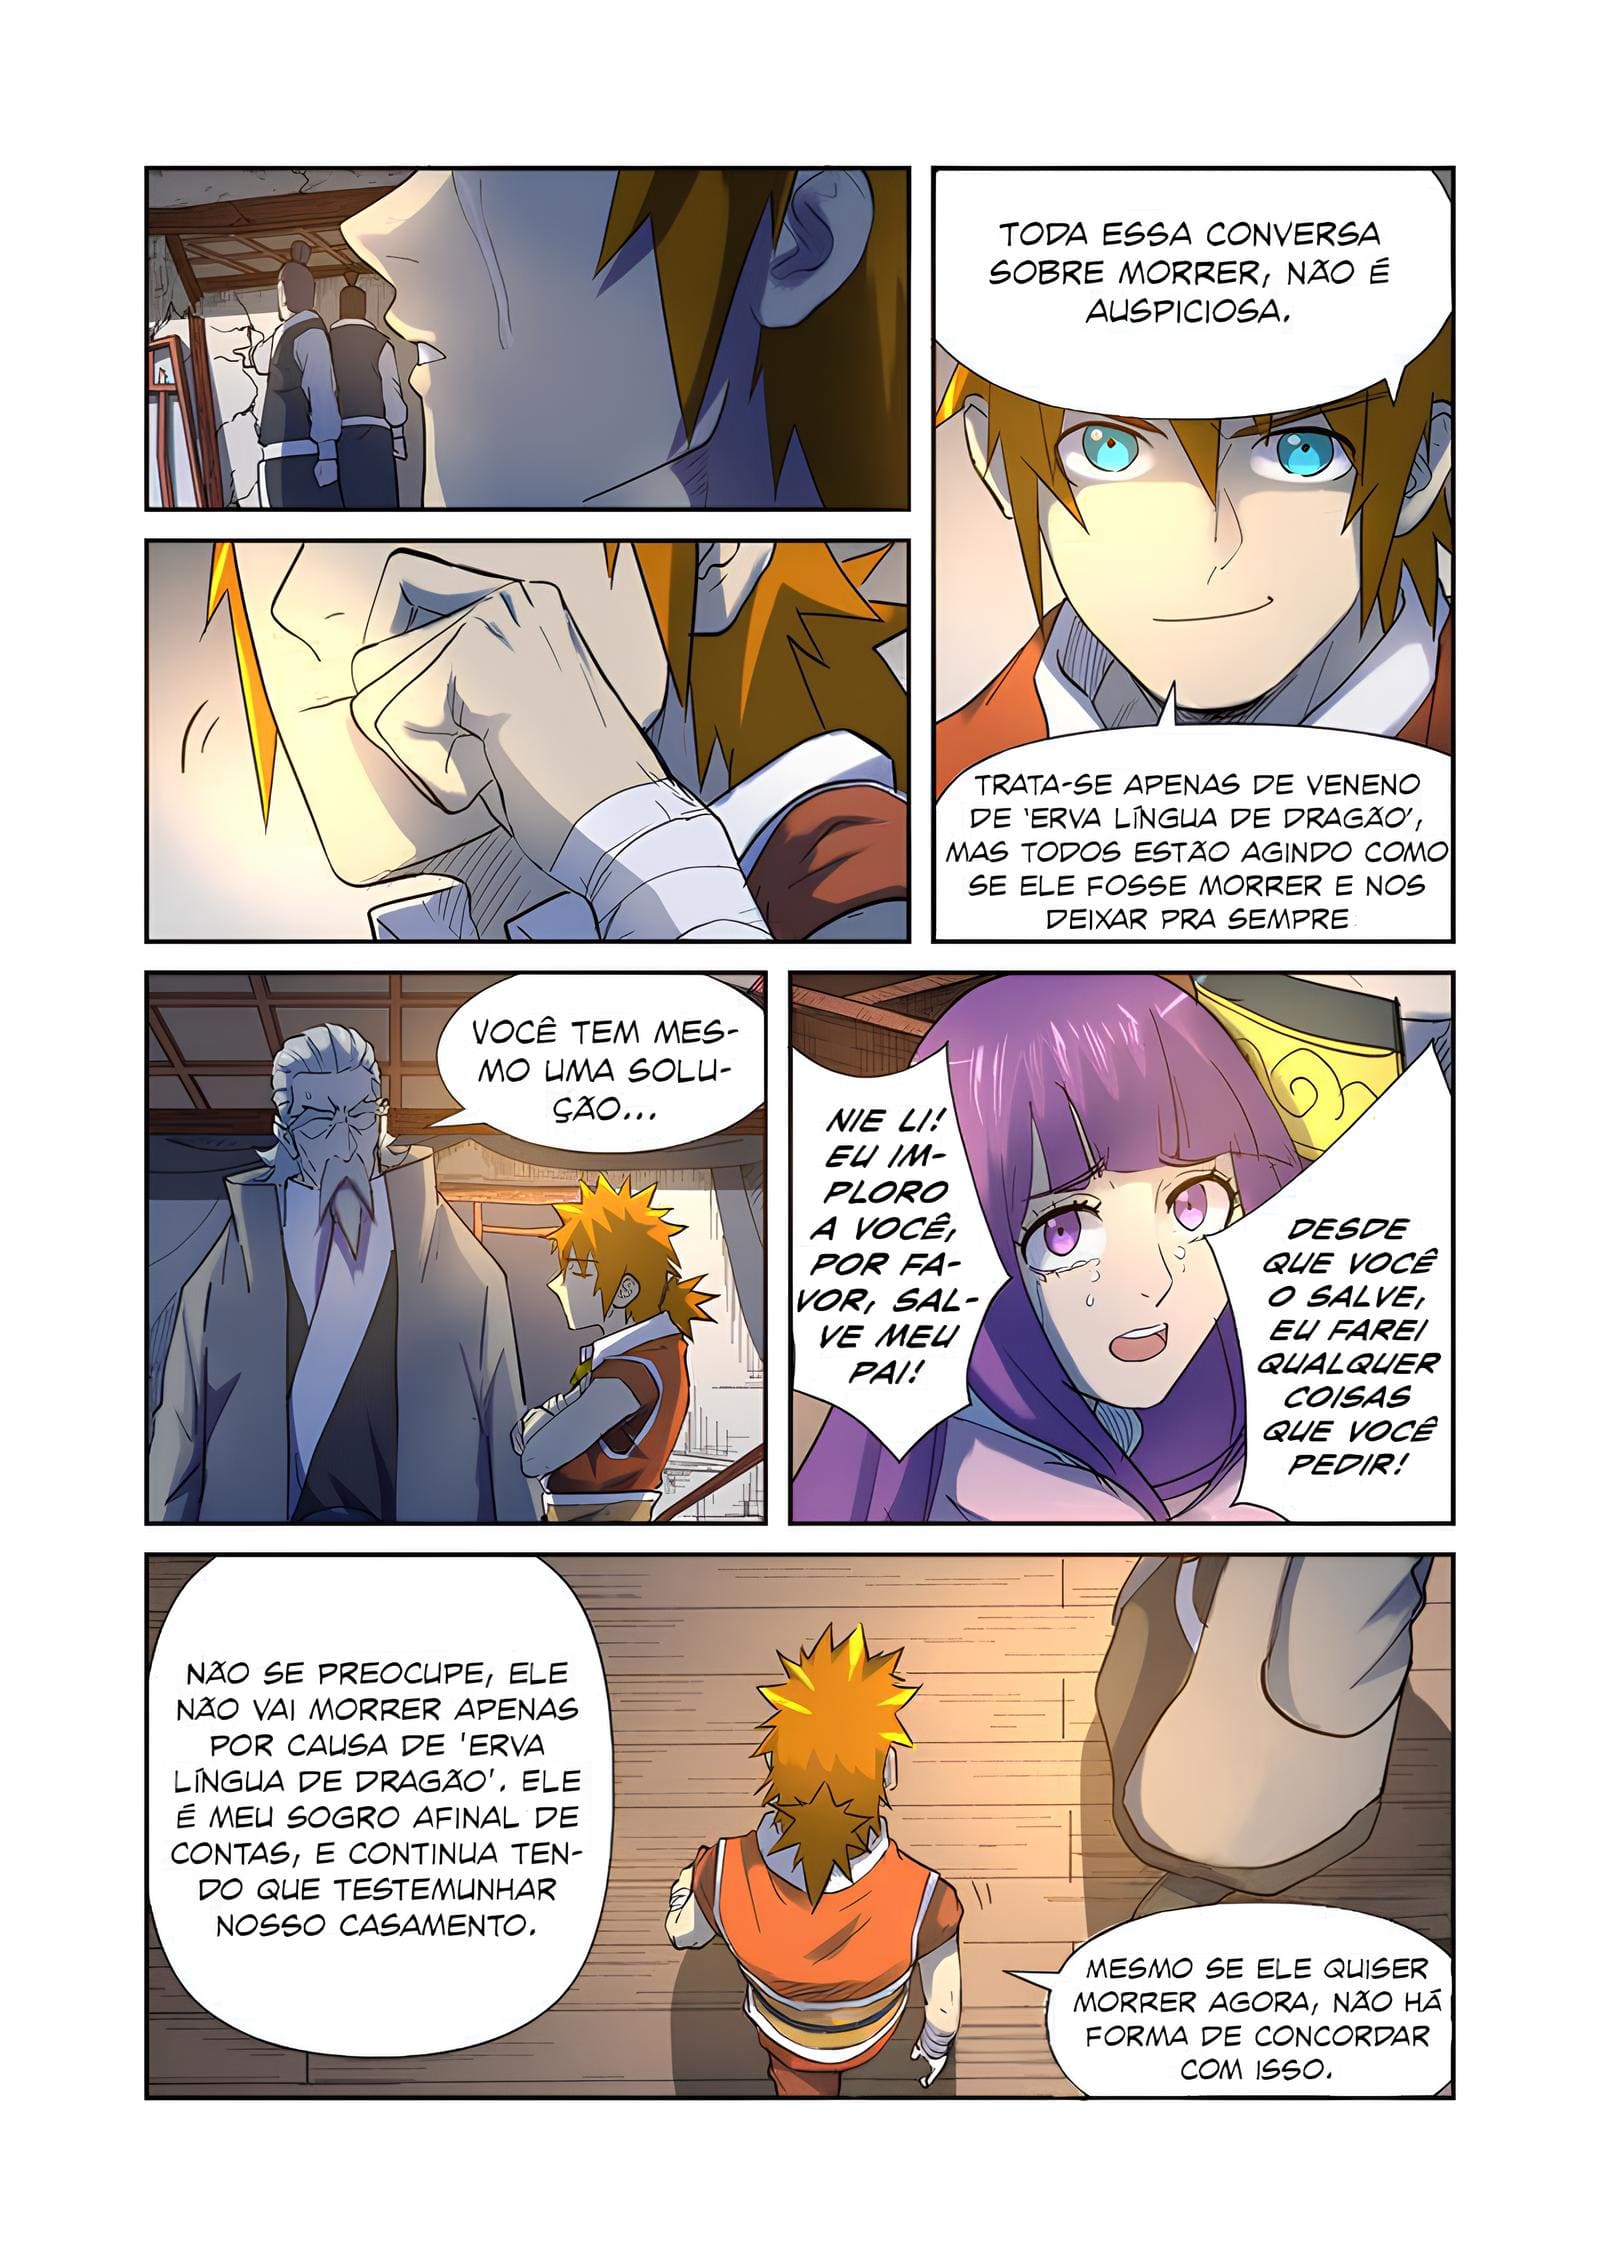 TODA ESSA CONVERSA
SOBRE MORRER, NÃO É
AUSPICIOSA.
TRATA-SE APENAS DE VENENO
DE 'ERVA LÍNGUA DE DRAGÃO',
MAS TODOS ESTÃO AGINDO COMO
SE ELE FOSSE MORRER E NOS
DEIXAR PRA SEMPRE
VOCÊ TEM MES-
MO UMA SOLU-
ÇÃO...
NIE LI!
EU IM-
PLORO
A VOCÊ,
POR FA-
VOR, SAL-
VE MEU
PAI!
DESDE
QUE VOCÊ
O SALVE,
EU FAREI
QUALQUER
COISAS
QUE VOCÊ
PEDIR!
NÃO SE PREOCUPE, ELE
NÃO VAI MORRER APENAS
POR CAUSA DE 'ERVA
LÍNGUA DE DRAGÃO'. ELE
É MEU SOGRO AFINAL DE
CONTAS, E CONTINUA TEN-
DO QUE TESTEMUNHAR
NOSSO CASAMENTO.
MESMO SE ELE QUISER
MORRER AGORA, NÃO HÁ
FORMA DE CONCORDAR
COM ISSO.